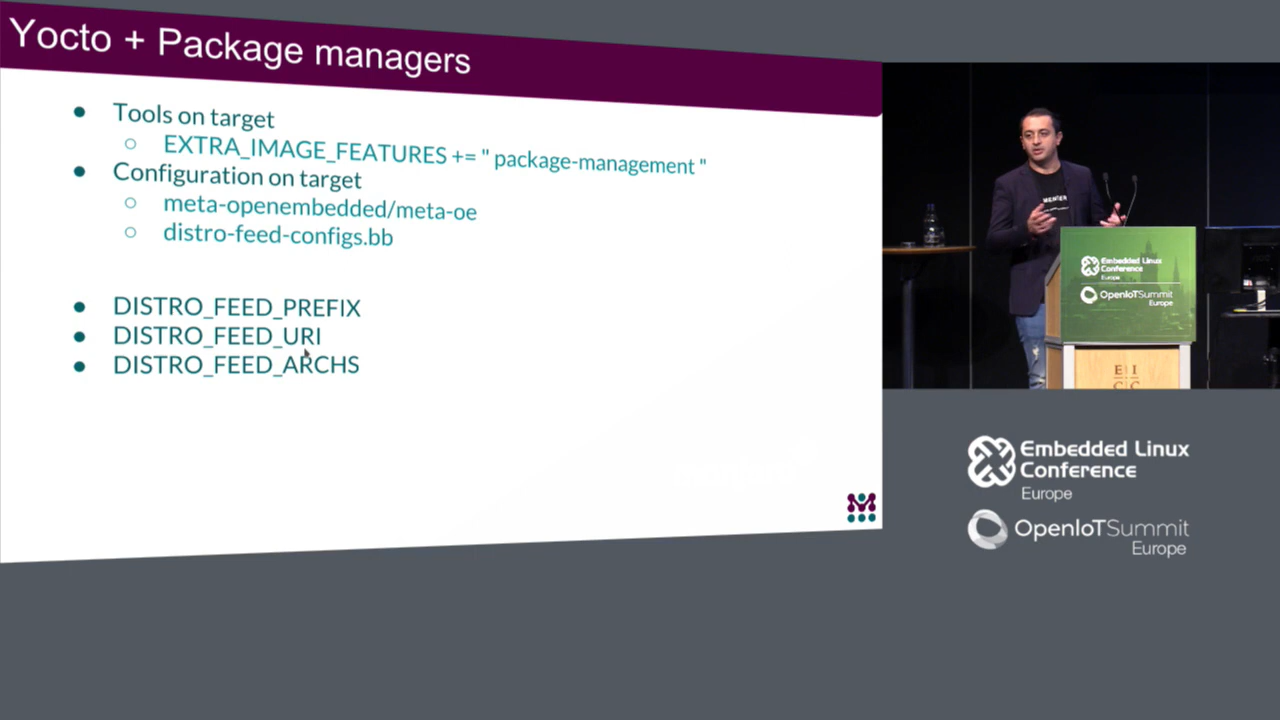 Yocto + Package managers
● Tools on target
○ EXTRA_IMAGE_FEATURES += " package-management "
● Configuration on target
○ meta-openembedded/meta-oe
○ distro-feed-configs.bb
● DISTRO_FEED_PREFIX
● DISTRO_FEED_URI
● DISTRO_FEED_ARCHS
Embedded Linux
Conference
Europe
OpenIoTSummit
Europe
E I
C C
Embedded Linux
Conference
Europe
OpenIoTSummit
Europe